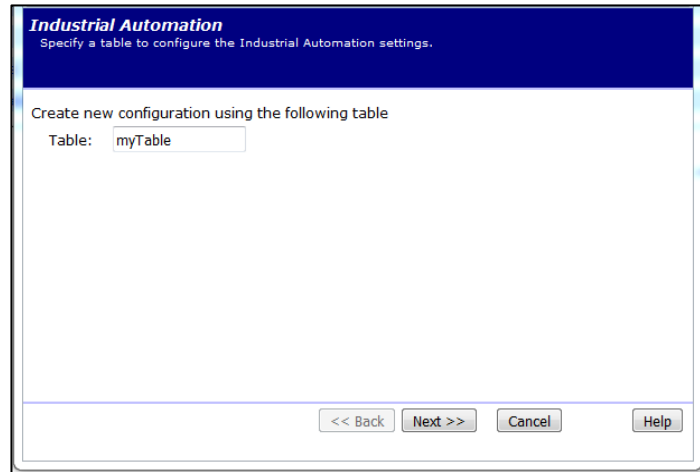 Industrial Automation
Specify a table to configure the Industrial Automation settings.
Create new configuration using the following table
Table: myTable
<< Back Next >> Cancel Help